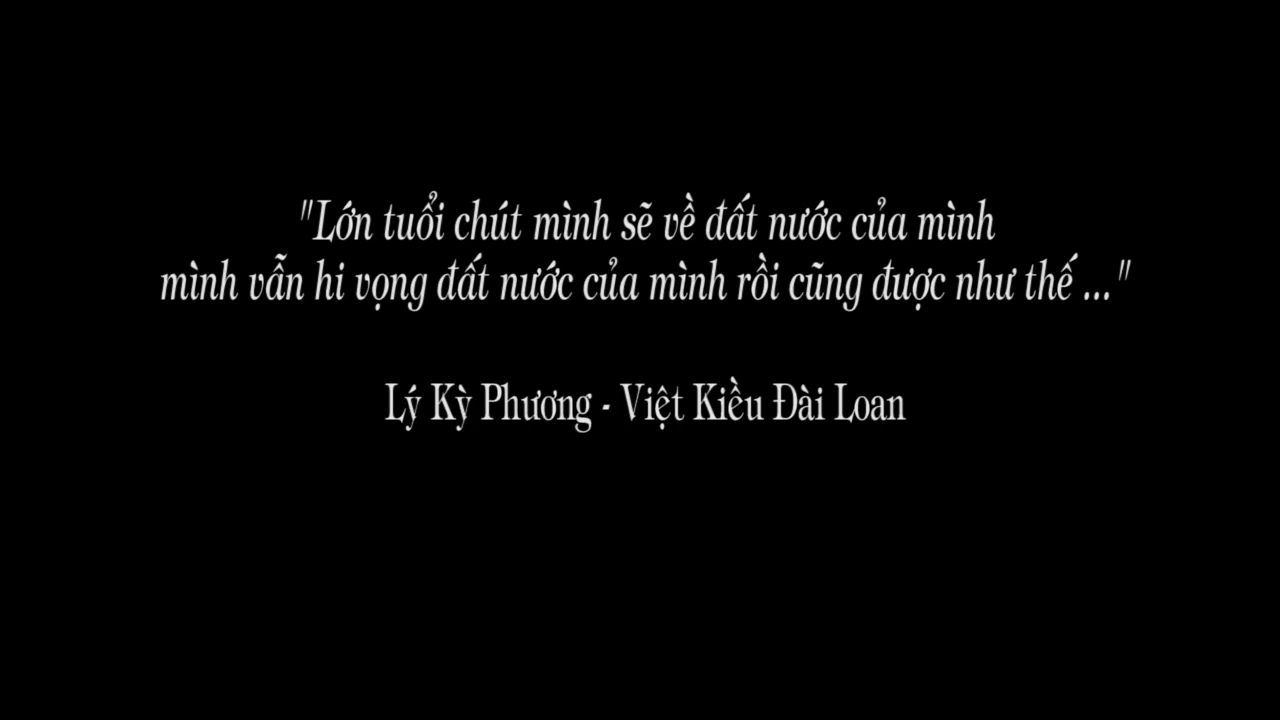 "Lớn tuổi chút mình sẽ về đất nước của mình
mình vẫn hi vọng đất nước của mình rồi cũng được như thế ..."
Lý Kỳ Phương - Việt Kiều Đài Loan